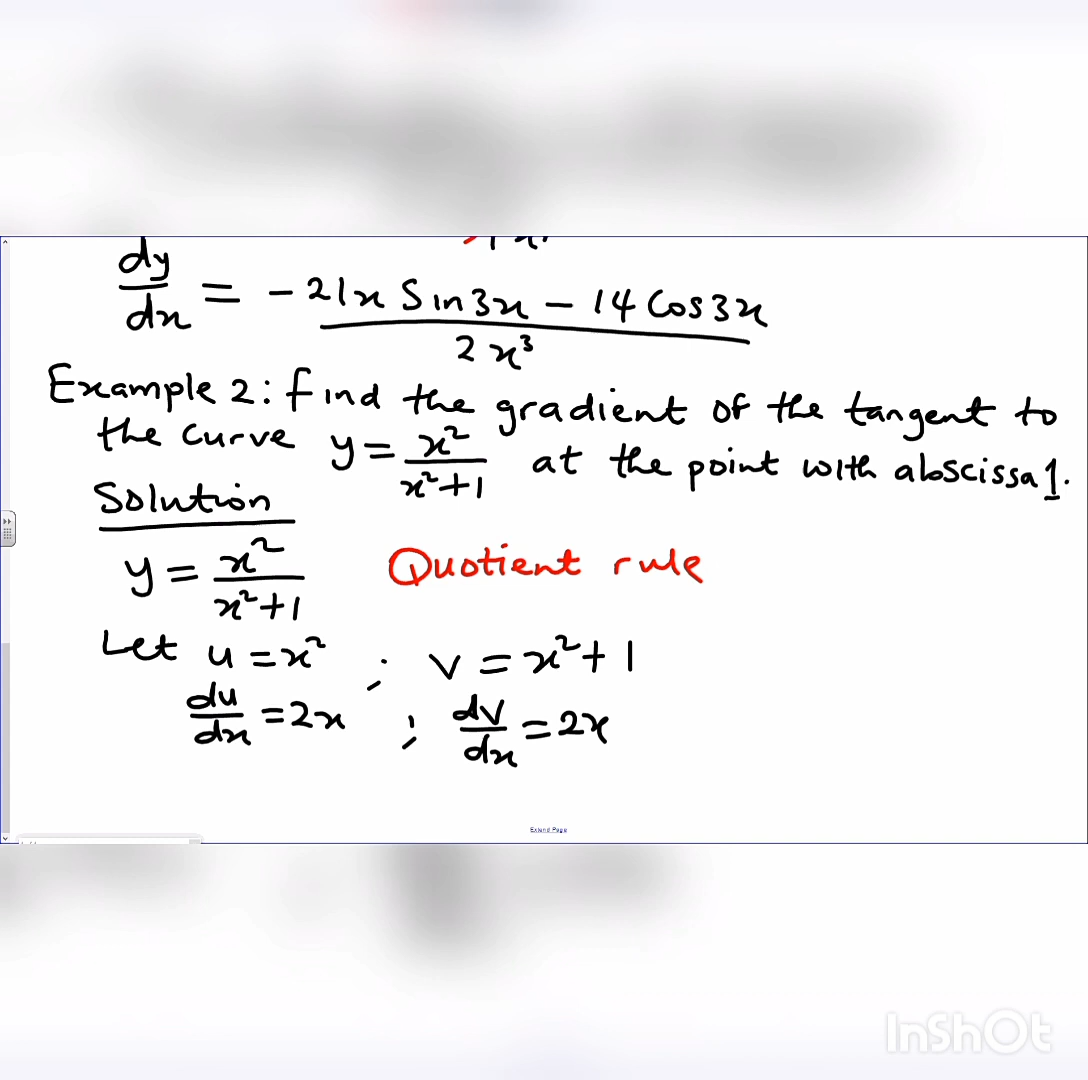 dy/dx = - 21x Sin3x - 14 Cos3x / 2x³
Example 2: find the gradient of the tangent to
the curve y = x²/x²+1 at the point with abscissa 1.
Solution
y = x²/x²+1 Quotient rule
Let u = x² ; v = x² + 1
du/dx = 2x ; dv/dx = 2x
Extend Page
InShOt